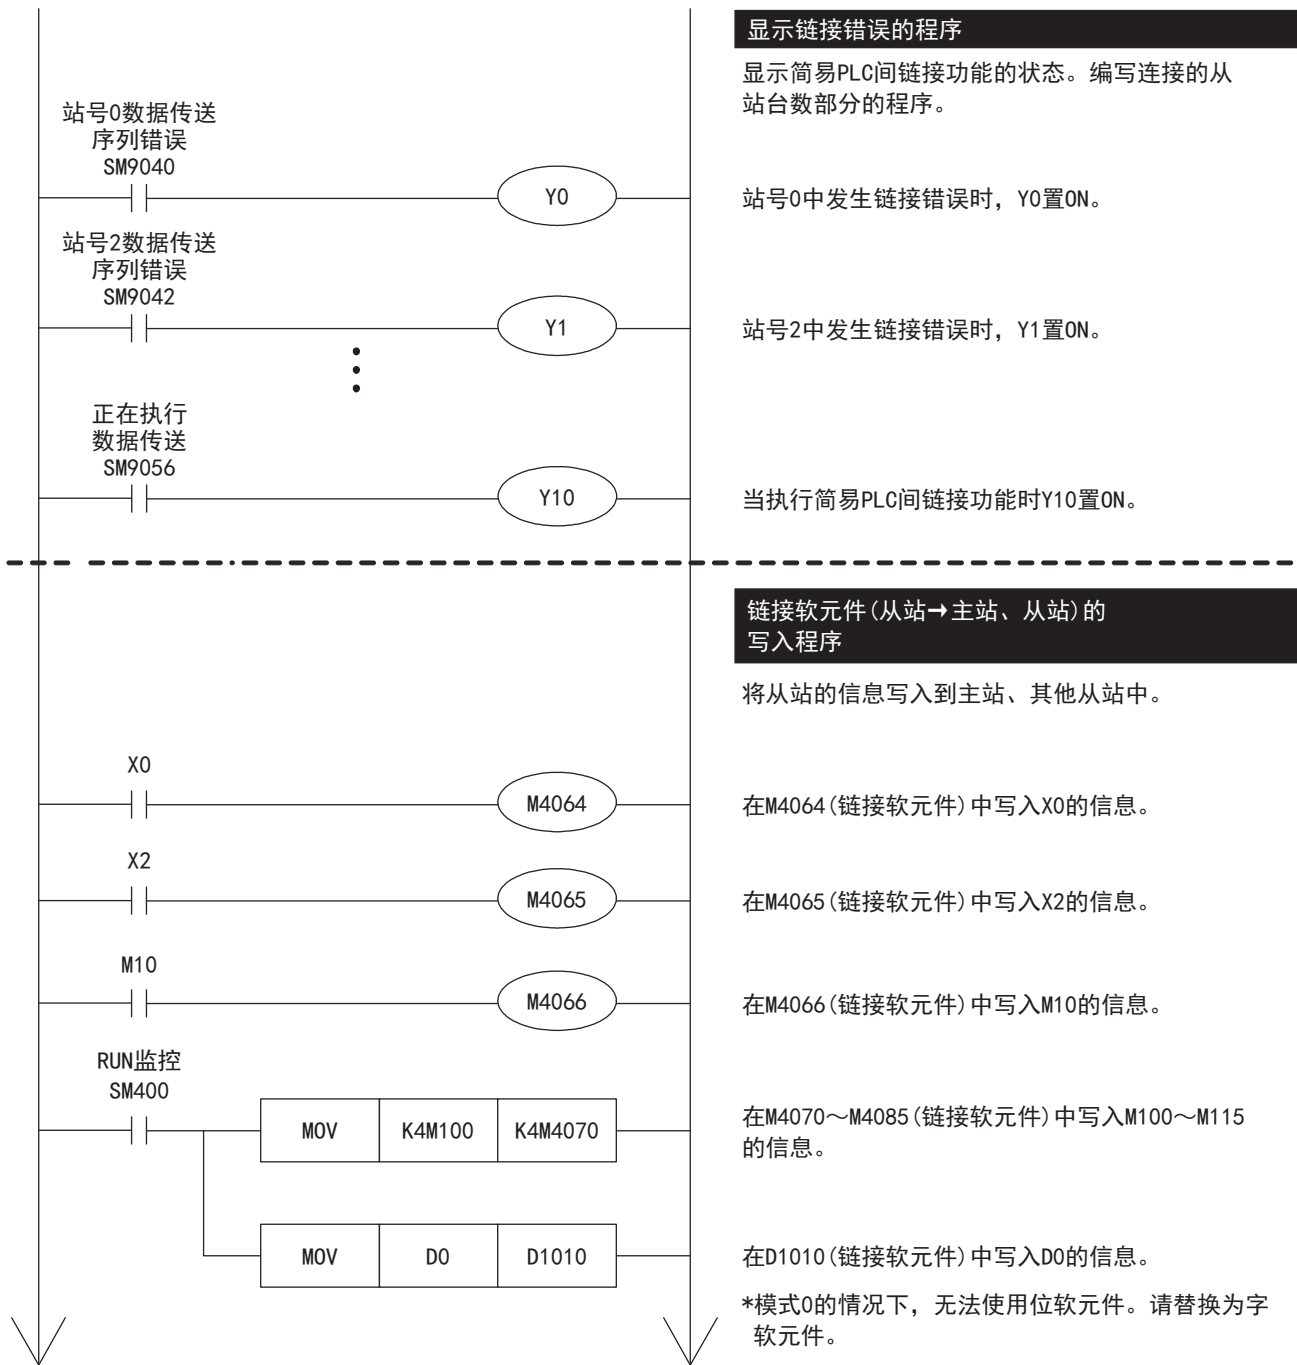 显示链接错误的程序
显示简易PLC间链接功能的状态。编写连接的从
站台数部分的程序。
站号0数据传送
序列错误
SM9040
Y0
站号0中发生链接错误时，Y0置ON。
站号2数据传送
序列错误
SM9042
Y1
站号2中发生链接错误时，Y1置ON。
正在执行
数据传送
SM9056
Y10
当执行简易PLC间链接功能时Y10置ON。
链接软元件(从站→主站、从站)的
写入程序
将从站的信息写入到主站、其他从站中。
X0
M4064
在M4064(链接软元件)中写入X0的信息。
X2
M4065
在M4065(链接软元件)中写入X2的信息。
M10
M4066
在M4066(链接软元件)中写入M10的信息。
RUN监控
SM400
MOV K4M100 K4M4070
在M4070～M4085(链接软元件)中写入M100～M115
的信息。
MOV D0 D1010
在D1010(链接软元件)中写入D0的信息。
*模式0的情况下，无法使用位软元件。请替换为字
软元件。